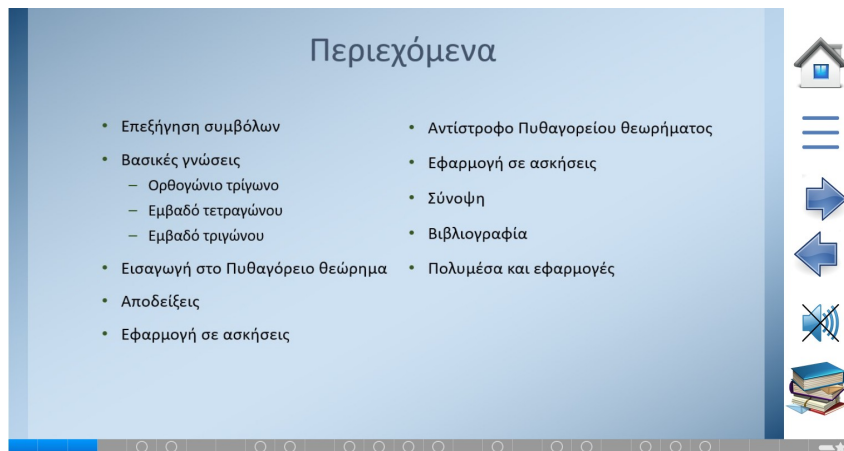 Περιεχόμενα
• Επεξήγηση συμβόλων
• Βασικές γνώσεις
– Ορθογώνιο τρίγωνο
– Εμβαδό τετραγώνου
– Εμβαδό τριγώνου
• Εισαγωγή στο Πυθαγόρειο θεώρημα
• Αποδείξεις
• Εφαρμογή σε ασκήσεις
• Αντίστροφο Πυθαγορείου θεωρήματος
• Εφαρμογή σε ασκήσεις
• Σύνοψη
• Βιβλιογραφία
• Πολυμέσα και εφαρμογές